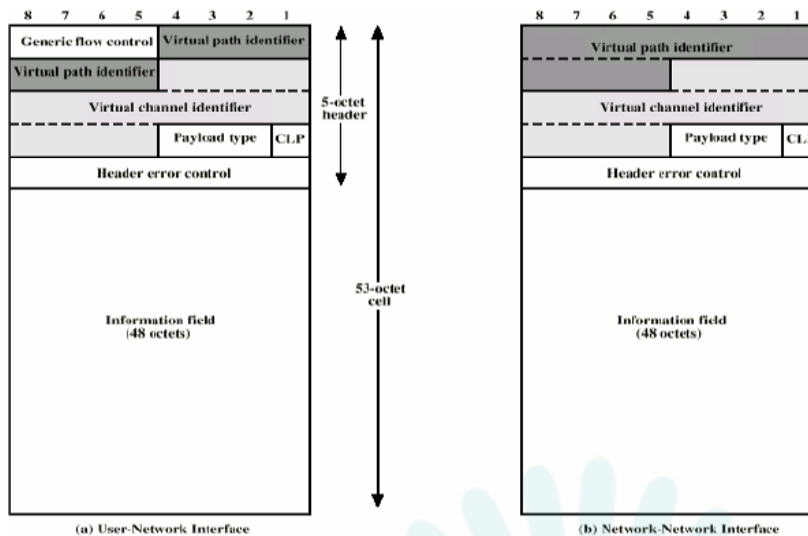 8 7 6 5 4 3 2 1
Generic flow control Virtual path identifier
Virtual path identifier
Virtual channel identifier
Payload type CLP
Header error control
Information field
(48 octets)
(a) User-Network Interface
5-octet
header
53-octet
cell
8 7 6 5 4 3 2 1
Virtual path identifier
Virtual channel identifier
Payload type CL
Header error control
Information field
(48 octets)
(b) Network-Network Interface